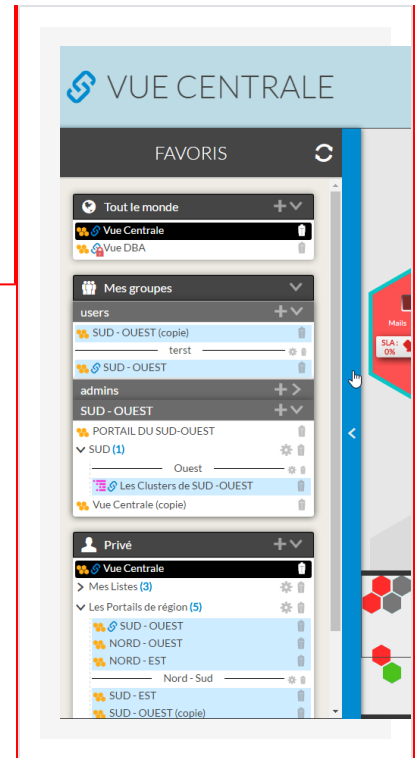 VUE CENTRALE
FAVORIS
Tout le monde
Vue Centrale
Vue DBA
Mes groupes
users
SUD - OUEST (copie)
terst
SUD - OUEST
admins
SUD - OUEST
PORTAIL DU SUD-OUEST
SUD (1)
Ouest
Les Clusters de SUD -OUEST
Vue Centrale (copie)
Privé
Vue Centrale
Mes Listes (3)
Les Portails de région (5)
SUD - OUEST
NORD - OUEST
NORD - EST
Nord - Sud
SUD - EST
SUD - OUEST (copie)
Mails
SLA:
0%